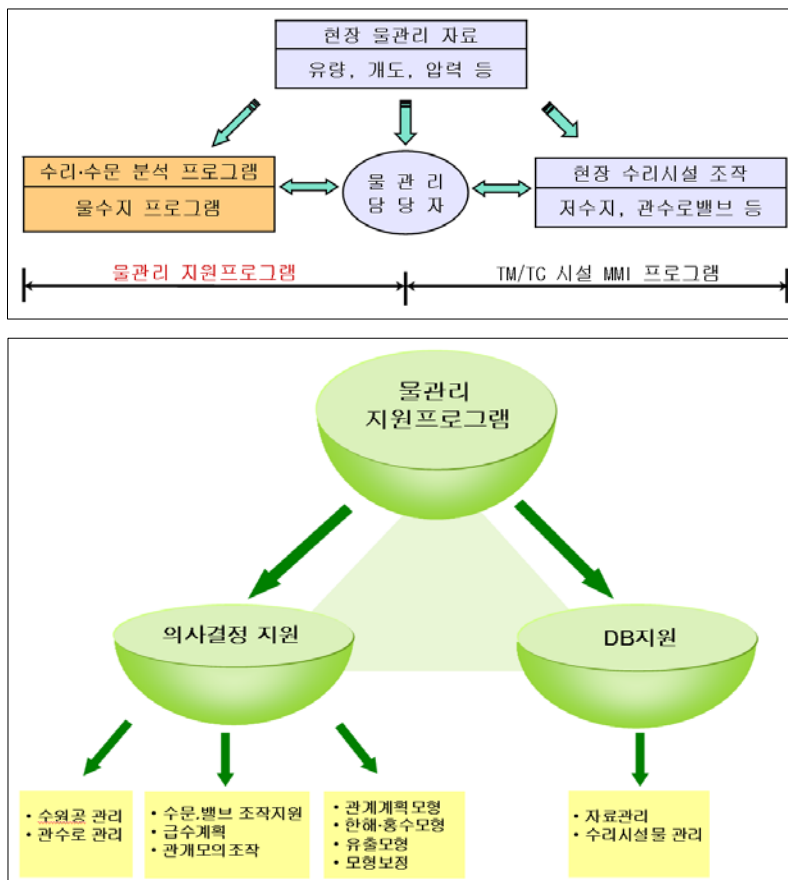 현장 물관리 자료
유량, 개도, 압력 등
수리·수문 분석 프로그램
물수지 프로그램
물 관리
담당자
현장 수리시설 조작
저수지, 관수로밸브 등
물관리 지원프로그램
TM/TC 시설 MMI 프로그램
물관리
지원프로그램
의사결정 지원
DB지원
• 수원공 관리
• 관수로 관리
• 수문.밸브 조작지원
• 급수계획
• 관개모의조작
• 관계계획모형
• 한해·홍수모형
• 유출모형
• 모형보정
• 자료관리
• 수리시설물 관리